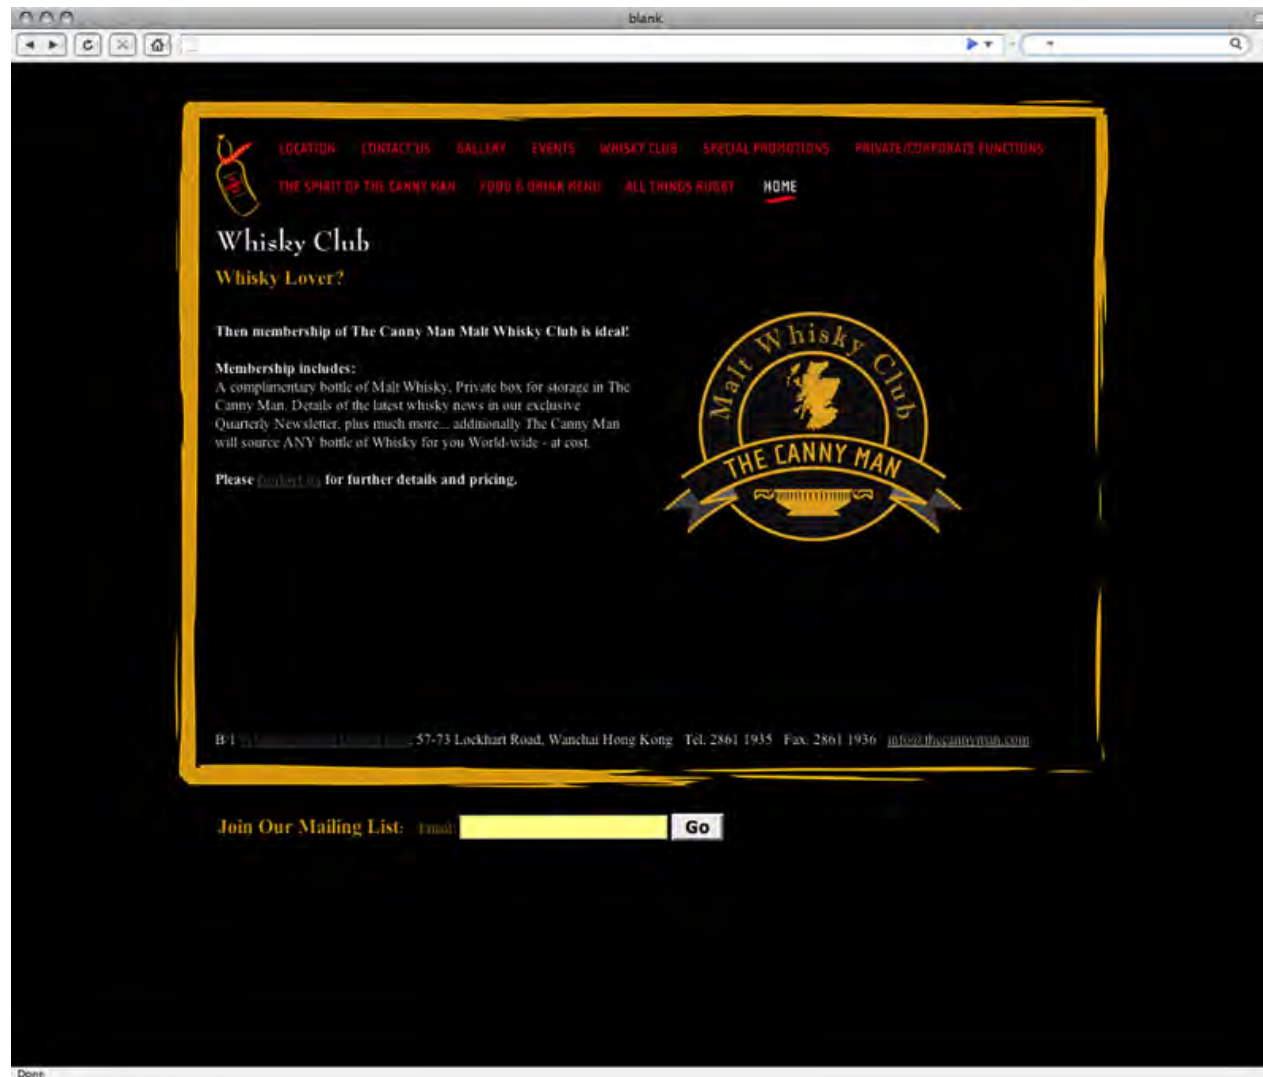 blank
LOCATION CONTACT US GALLERY EVENTS WHISKY CLUB SPECIAL PROMOTIONS PRIVATE/CORPORATE FUNCTIONS
THE SPIRIT OF THE CANNY MAN FOOD & DRINK MENU ALL THINGS RUGBY HOME
Whisky Club
Whisky Lover?
Then membership of The Canny Man Malt Whisky Club is ideal!
Membership includes:
A complimentary bottle of Malt Whisky, Private box for storage in The
Canny Man. Details of the latest whisky news in our exclusive
Quarterly Newsletter, plus much more... additionally The Canny Man
will source ANY bottle of Whisky for you World-wide - at cost.
Please contact us for further details and pricing.
Malt Whisky Club
THE CANNY MAN
B/1 57-73 Lockhart Road, Wanchai Hong Kong Tel. 2861 1935 Fax. 2861 1936 info@thecannyman.com
Join Our Mailing List: Email: Go
Done